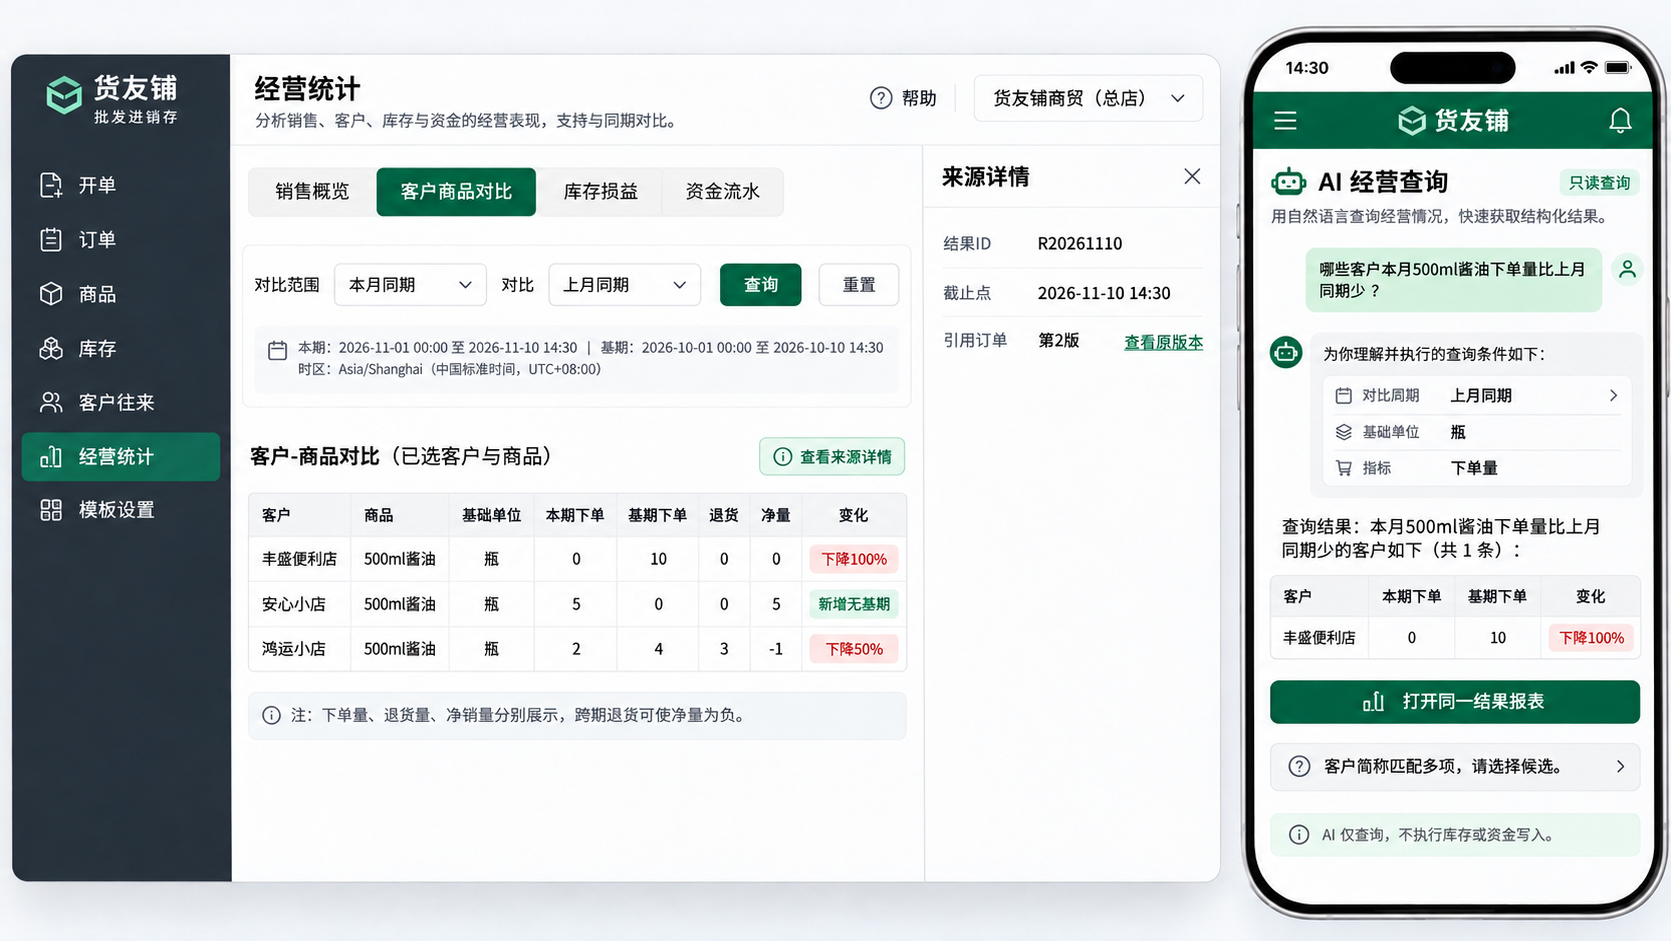 货友铺
批发进销存
开单
订单
商品
库存
客户往来
经营统计
模板设置
经营统计
分析销售、客户、库存与资金的经营表现，支持与同期对比。
帮助
货友铺商贸（总店）
销售概览
客户商品对比
库存损益
资金流水
对比范围
本月同期
对比
上月同期
查询
重置
本期：2026-11-01 00:00 至 2026-11-10 14:30 | 基期：2026-10-01 00:00 至 2026-10-10 14:30
时区：Asia/Shanghai（中国标准时间，UTC+08:00）
客户-商品对比（已选客户与商品）
查看来源详情
客户 商品 基础单位 本期下单 基期下单 退货 净量 变化
丰盛便利店 500ml酱油 瓶 0 10 0 0 下降100%
安心小店 500ml酱油 瓶 5 0 0 5 新增无基期
鸿运小店 500ml酱油 瓶 2 4 3 -1 下降50%
注：下单量、退货量、净销量分别展示，跨期退货可使净量为负。
来源详情
结果ID R20261110
截止点 2026-11-10 14:30
引用订单 第2版 查看原版本
14:30
货友铺
AI 经营查询
只读查询
用自然语言查询经营情况，快速获取结构化结果。
哪些客户本月500ml酱油下单量比上月
同期少？
为你理解并执行的查询条件如下：
对比周期 上月同期
基础单位 瓶
指标 下单量
查询结果：本月500ml酱油下单量比上月
同期少的客户如下（共 1 条）：
客户 本期下单 基期下单 变化
丰盛便利店 0 10 下降100%
打开同一结果报表
客户简称匹配多项，请选择候选。
AI 仅查询，不执行库存或资金写入。